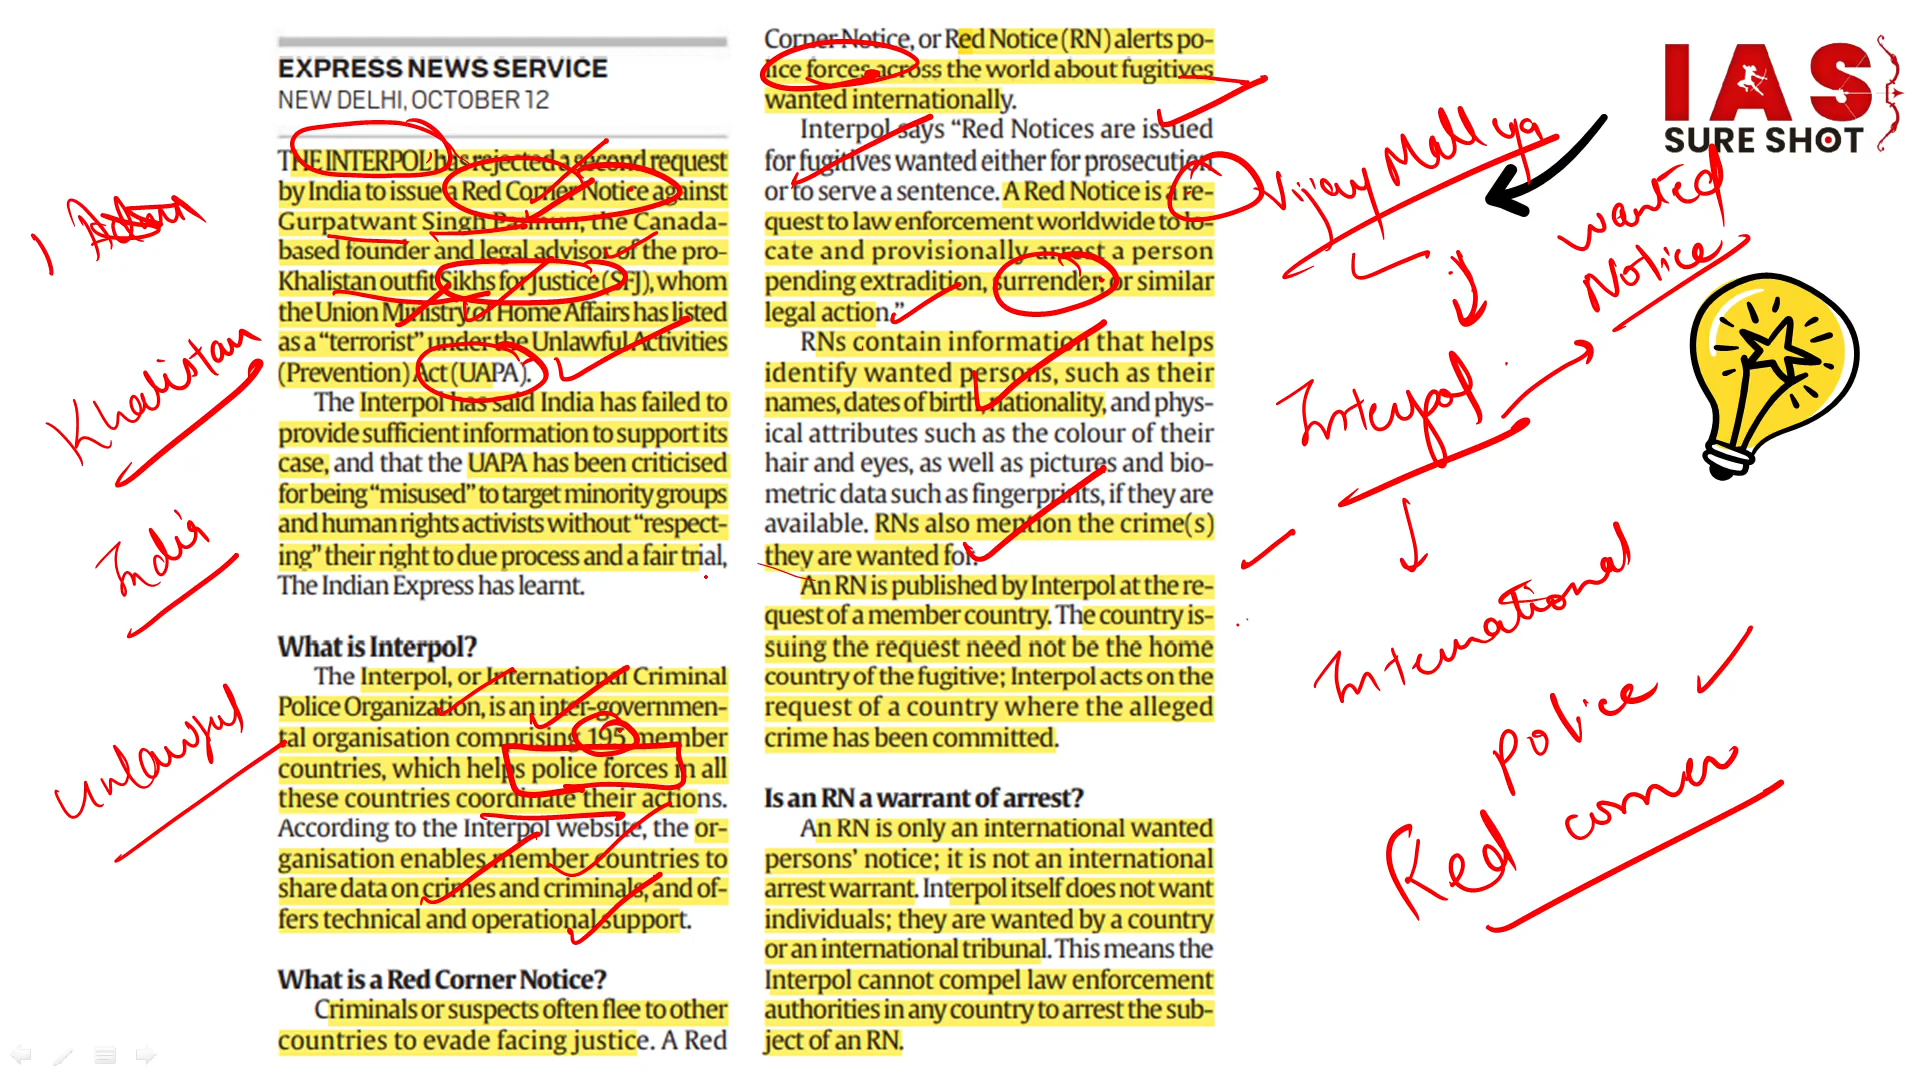 EXPRESS NEWS SERVICE
NEW DELHI, OCTOBER 12
THE INTERPOL has rejected a second request
by India to issue a Red Corner Notice against
Gurpatwant Singh Pannun, the Canada-
based founder and legal advisor of the pro-
Khalistan outfit Sikhs for Justice (SFJ), whom
the Union Ministry of Home Affairs has listed
as a “terrorist” under the Unlawful Activities
(Prevention) Act (UAPA).
The Interpol has said India has failed to
provide sufficient information to support its
case, and that the UAPA has been criticised
for being “misused” to target minority groups
and human rights activists without “respect-
ing” their right to due process and a fair trial,
The Indian Express has learnt.
What is Interpol?
The Interpol, or International Criminal
Police Organization, is an inter-governmen-
tal organisation comprising 195 member
countries, which helps police forces in all
these countries coordinate their actions.
According to the Interpol website, the or-
ganisation enables member countries to
share data on crimes and criminals, and of-
fers technical and operational support.
What is a Red Corner Notice?
Criminals or suspects often flee to other
countries to evade facing justice. A Red
Corner Notice, or Red Notice (RN) alerts po-
lice forces across the world about fugitives
wanted internationally.
Interpol says “Red Notices are issued
for fugitives wanted either for prosecution
or to serve a sentence. A Red Notice is a re-
quest to law enforcement worldwide to lo-
cate and provisionally arrest a person
pending extradition, surrender, or similar
legal action.”
RNs contain information that helps
identify wanted persons, such as their
names, dates of birth, nationality, and phys-
ical attributes such as the colour of their
hair and eyes, as well as pictures and bio-
metric data such as fingerprints, if they are
available. RNs also mention the crime(s)
they are wanted for.
An RN is published by Interpol at the re-
quest of a member country. The country is-
suing the request need not be the home
country of the fugitive; Interpol acts on the
request of a country where the alleged
crime has been committed.
Is an RN a warrant of arrest?
An RN is only an international wanted
persons’ notice; it is not an international
arrest warrant. Interpol itself does not want
individuals; they are wanted by a country
or an international tribunal. This means the
Interpol cannot compel law enforcement
authorities in any country to arrest the sub-
ject of an RN.
Khalistan
India
Unlawful
IAS
SURE SHOT
Vijay Mallya
wanted
Notice
Interpol
International
Police
Red corner